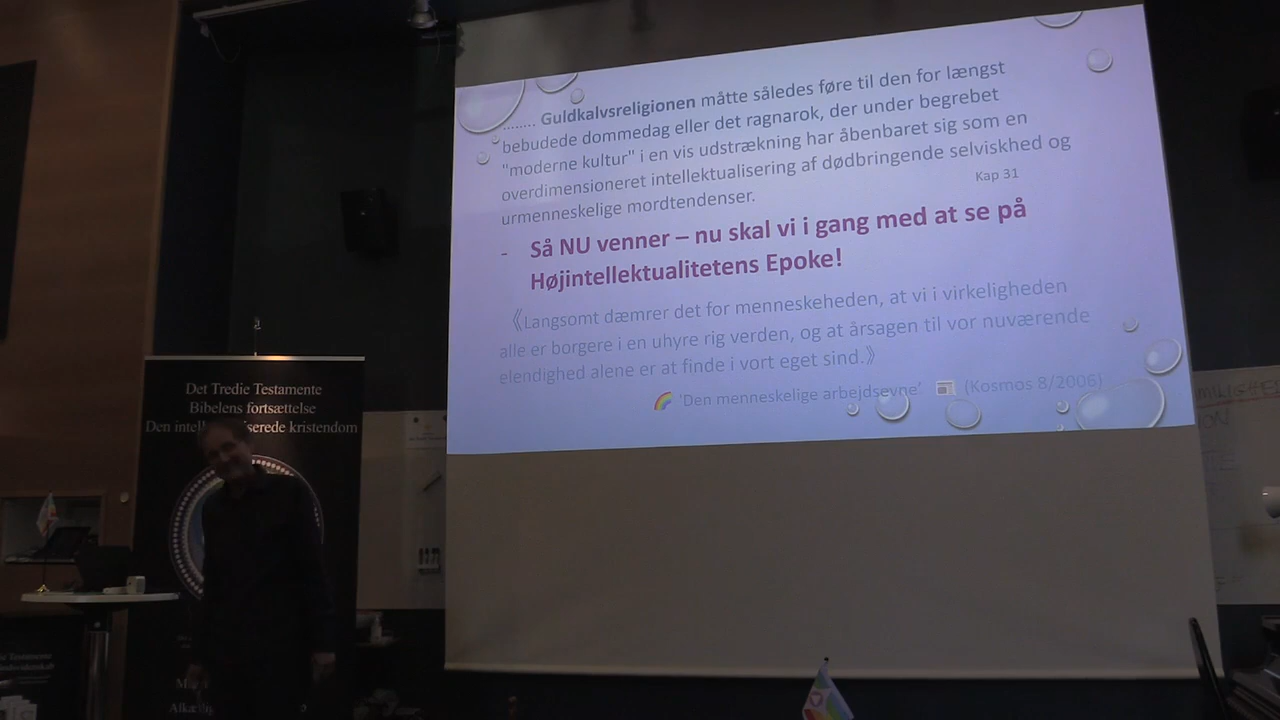 ........ Guldkalvsreligionen måtte således føre til den for længst
bebudede dommedag eller det ragnarok, der under begrebet
"moderne kultur" i en vis udstrækning har åbenbaret sig som en
overdimensioneret intellektualisering af dødbringende selviskhed og
urmenneskelige mordtendenser.
Kap 31
- Så NU venner – nu skal vi i gang med at se på
Højintellektualitetens Epoke!
《Langsomt dæmrer det for menneskeheden, at vi i virkeligheden
alle er borgere i en uhyre rig verden, og at årsagen til vor nuværende
elendighed alene er at finde i vort eget sind.》
'Den menneskelige arbejdsevne' (Kosmos 8/2006)
Det Tredie Testamente
Bibelens fortsættelse
Den kristendom
Testamente